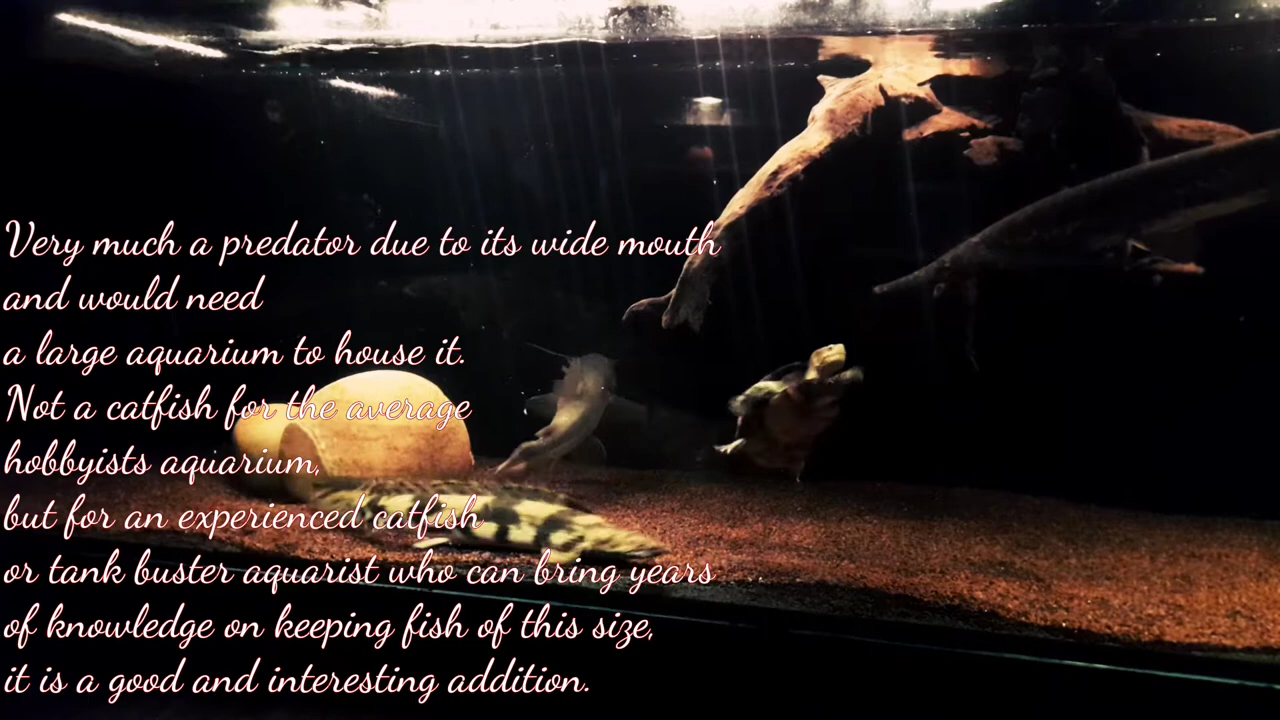 Very much a predator due to its wide mouth
and would need
a large aquarium to house it.
Not a catfish for the average
hobbyists aquarium,
but for an experienced catfish
or tank buster aquarist who can bring years
of knowledge on keeping fish of this size,
it is a good and interesting addition.